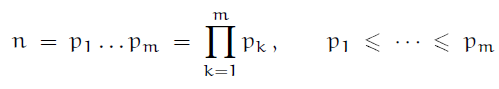 n = p₁...pₘ = ∏ₖ₌₁ᵐ pₖ, p₁ ⩽ ··· ⩽ pₘ